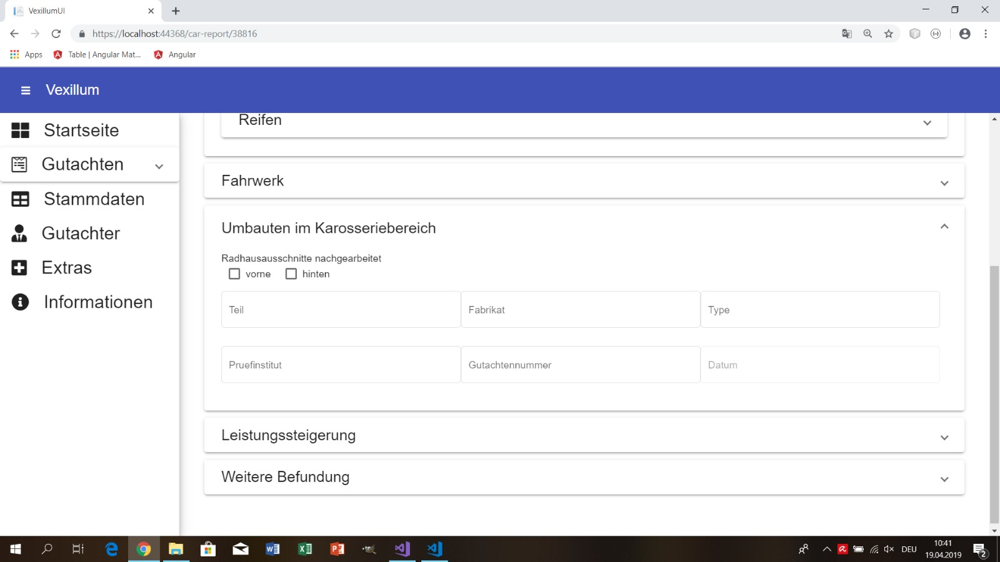 VexillumUI
https://localhost:44368/car-report/38816
Apps
Table | Angular Mat...
Angular
Vexillum
Startseite
Gutachten
Stammdaten
Gutachter
Extras
Informationen
Reifen
Fahrwerk
Umbauten im Karosseriebereich
Radhausausschnitte nachgearbeitet
vorne hinten
Teil Fabrikat Type
Pruefinstitut Gutachtennummer Datum
Leistungssteigerung
Weitere Befundung
DEU
10:41
19.04.2019
2